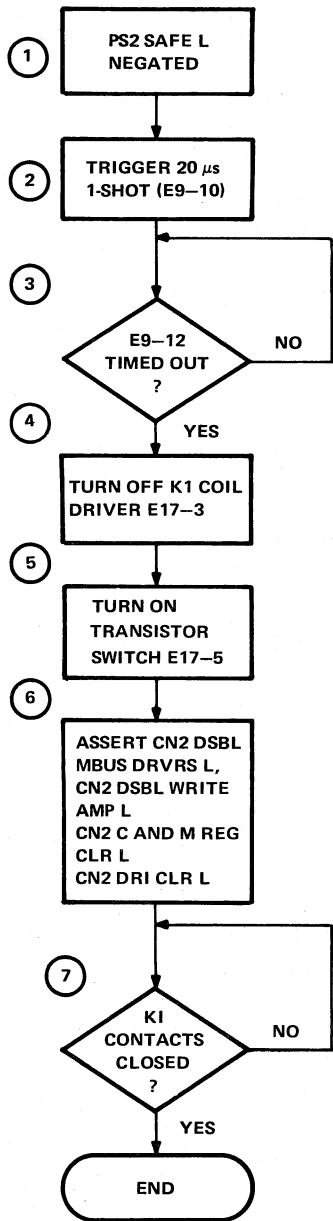 1
PS2 SAFE L
NEGATED
2
TRIGGER 20 μs
1-SHOT (E9-10)
3
E9-12
TIMED OUT
?
NO
4
YES
TURN OFF K1 COIL
DRIVER E17-3
5
TURN ON
TRANSISTOR
SWITCH E17-5
6
ASSERT CN2 DSBL
MBUS DRVRS L,
CN2 DSBL WRITE
AMP L
CN2 C AND M REG
CLR L
CN2 DRI CLR L
7
KI
CONTACTS
CLOSED
?
NO
YES
END